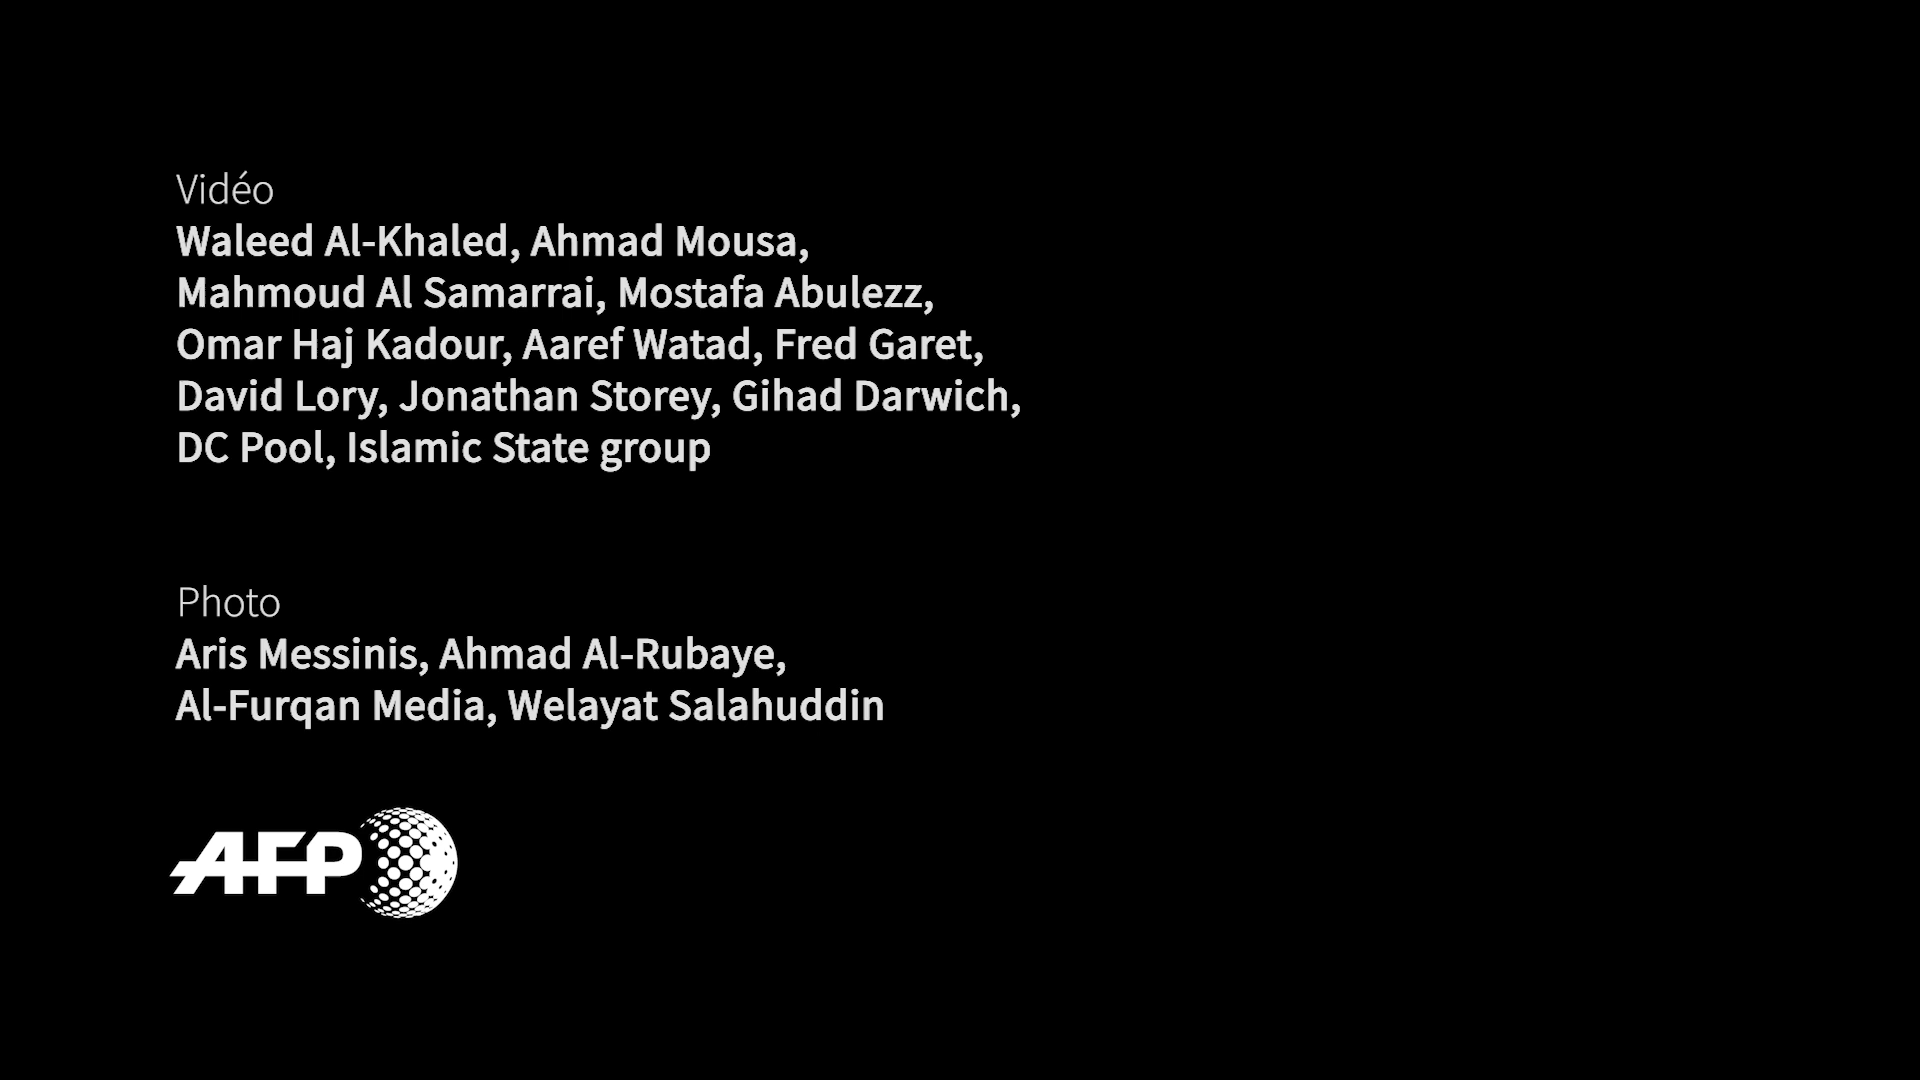 Vidéo
Waleed Al-Khaled, Ahmad Mousa,
Mahmoud Al Samarrai, Mostafa Abulezz,
Omar Haj Kadour, Aaref Watad, Fred Garet,
David Lory, Jonathan Storey, Gihad Darwich,
DC Pool, Islamic State group
Photo
Aris Messinis, Ahmad Al-Rubaye,
Al-Furqan Media, Welayat Salahuddin
AFP